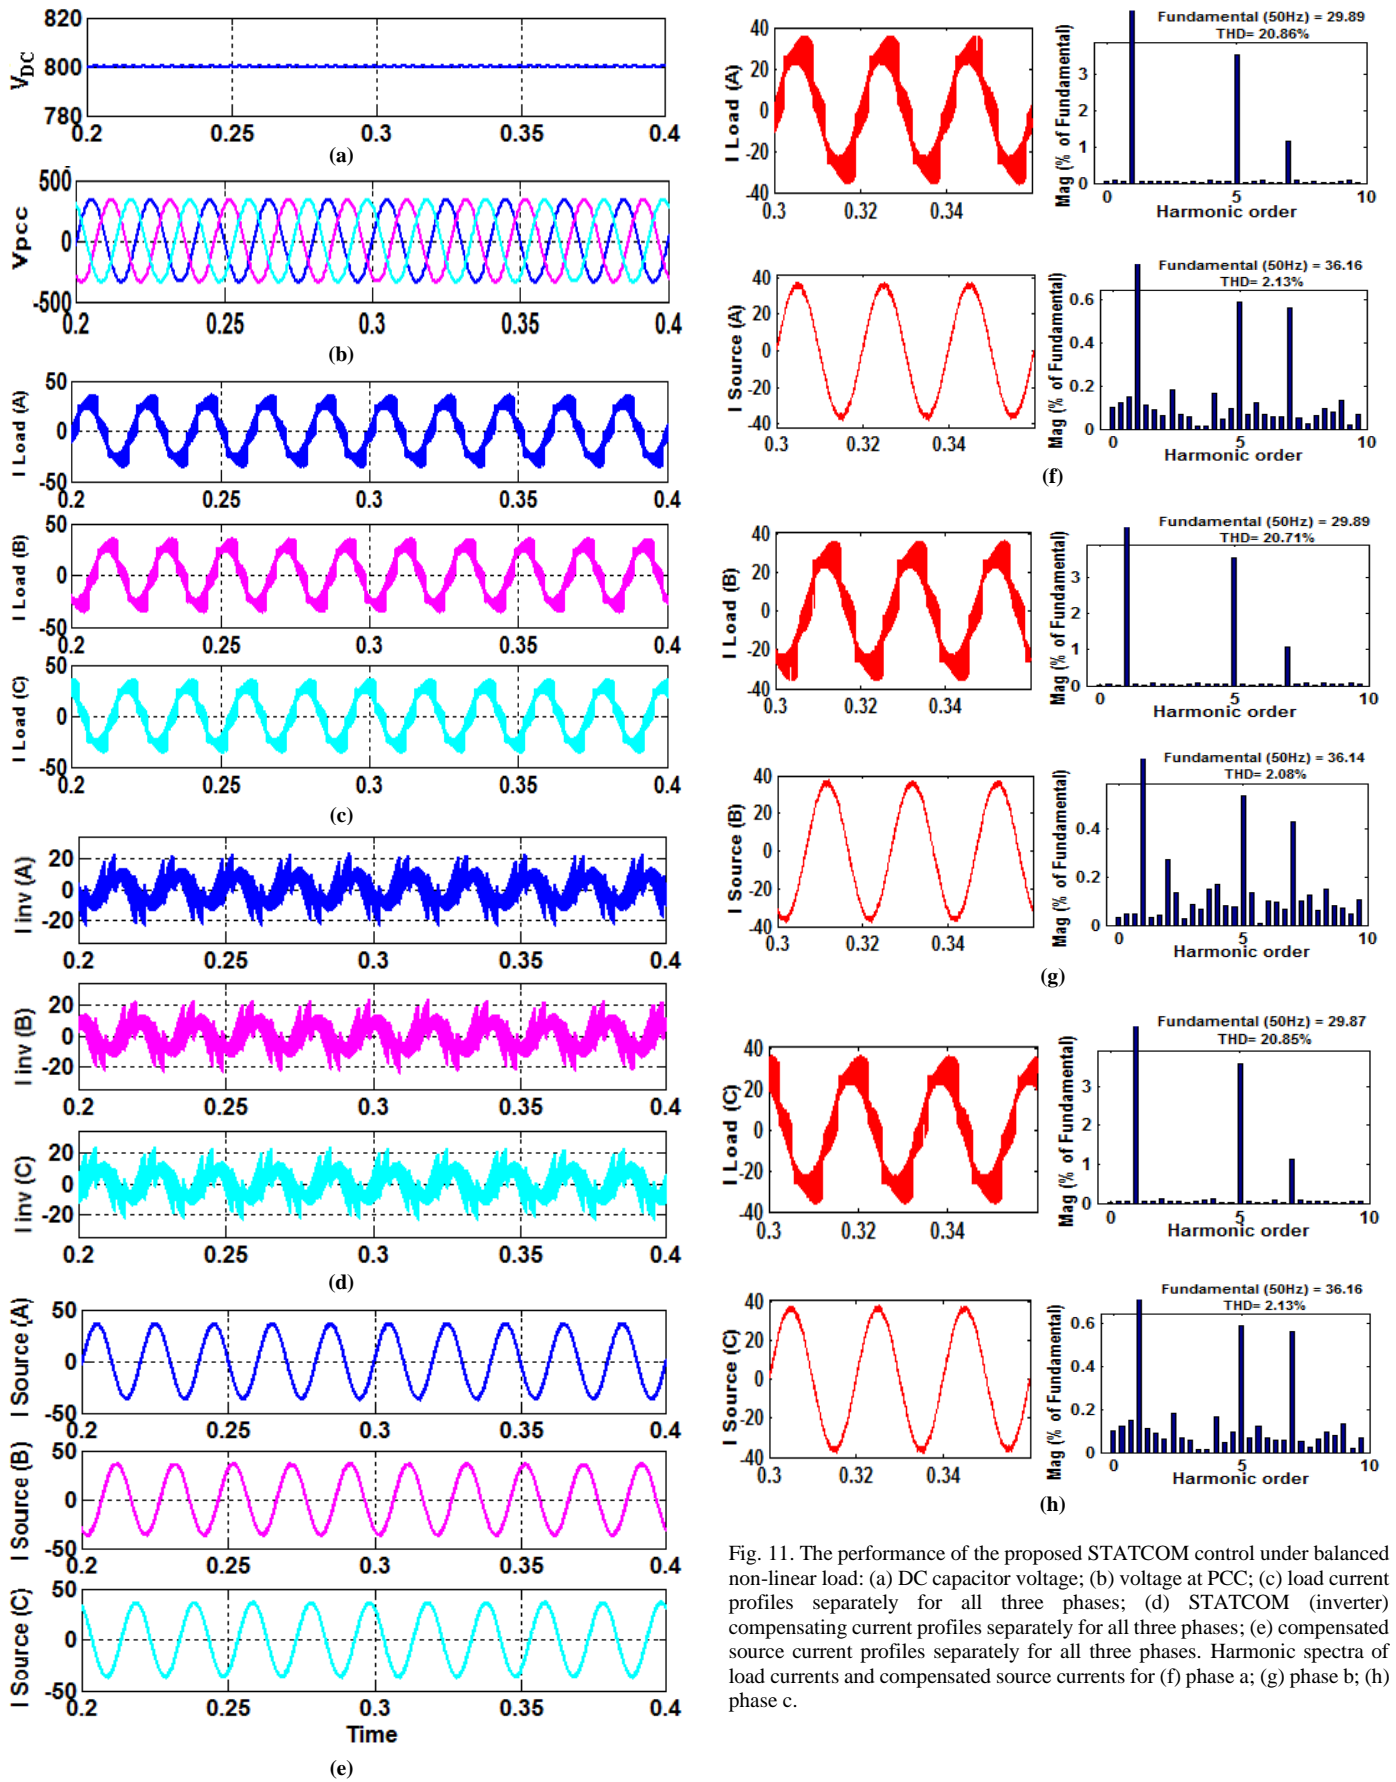 820
800
780
V_DC
0.2 0.25 0.3 0.35 0.4
(a)
500
0
-500
Vpcc
0.2 0.25 0.3 0.35 0.4
(b)
50
0
-50
I Load (A)
0.2 0.25 0.3 0.35 0.4
50
0
-50
I Load (B)
0.2 0.25 0.3 0.35 0.4
50
0
-50
I Load (C)
0.2 0.25 0.3 0.35 0.4
(c)
20
0
-20
I inv (A)
0.2 0.25 0.3 0.35 0.4
20
0
-20
I inv (B)
0.2 0.25 0.3 0.35 0.4
20
0
-20
I inv (C)
0.2 0.25 0.3 0.35 0.4
(d)
50
0
-50
I Source (A)
0.2 0.25 0.3 0.35 0.4
50
0
-50
I Source (B)
0.2 0.25 0.3 0.35 0.4
50
0
-50
I Source (C)
0.2 0.25 0.3 0.35 0.4
Time
(e)
40
20
0
-20
-40
I Load (A)
0.3 0.32 0.34
Fundamental (50Hz) = 29.89
THD= 20.86%
3
2
1
0
Mag (% of Fundamental)
0 5 10
Harmonic order
40
20
0
-20
-40
I Source (A)
0.3 0.32 0.34
Fundamental (50Hz) = 36.16
THD= 2.13%
0.6
0.4
0.2
0
Mag (% of Fundamental)
0 5 10
Harmonic order
(f)
40
20
0
-20
-40
I Load (B)
0.3 0.32 0.34
Fundamental (50Hz) = 29.89
THD= 20.71%
3
2
1
0
Mag (% of Fundamental)
0 5 10
Harmonic order
40
20
0
-20
-40
I Source (B)
0.3 0.32 0.34
Fundamental (50Hz) = 36.14
THD= 2.08%
0.4
0.2
0
Mag (% of Fundamental)
0 5 10
Harmonic order
(g)
40
20
0
-20
-40
I Load (C)
0.3 0.32 0.34
Fundamental (50Hz) = 29.87
THD= 20.85%
3
2
1
0
Mag (% of Fundamental)
0 5 10
Harmonic order
40
20
0
-20
-40
I Source (C)
0.3 0.32 0.34
Fundamental (50Hz) = 36.16
THD= 2.13%
0.6
0.4
0.2
0
Mag (% of Fundamental)
0 5 10
Harmonic order
(h)
Fig. 11. The performance of the proposed STATCOM control under balanced
non-linear load: (a) DC capacitor voltage; (b) voltage at PCC; (c) load current
profiles separately for all three phases; (d) STATCOM (inverter)
compensating current profiles separately for all three phases; (e) compensated
source current profiles separately for all three phases. Harmonic spectra of
load currents and compensated source currents for (f) phase a; (g) phase b; (h)
phase c.